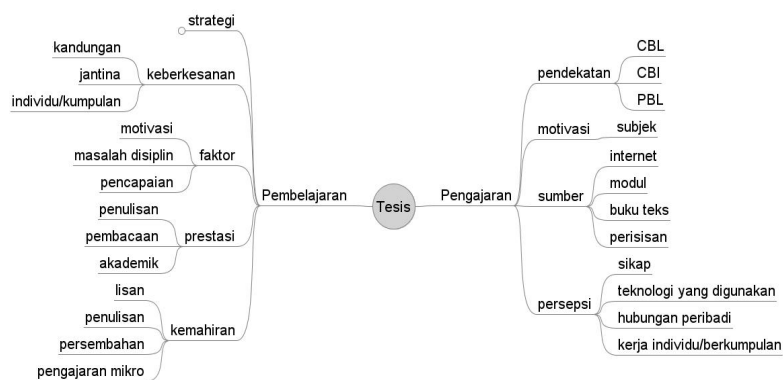 strategi
kandungan
jantina
individu/kumpulan
keberkesanan
motivasi
masalah disiplin
pencapaian
faktor
penulisan
pembacaan
akademik
prestasi
lisan
penulisan
persembahan
pengajaran mikro
kemahiran
Pembelajaran
Tesis
Pengajaran
pendekatan
CBL
CBI
PBL
motivasi
subjek
sumber
internet
modul
buku teks
perisisan
persepsi
sikap
teknologi yang digunakan
hubungan peribadi
kerja individu/berkumpulan